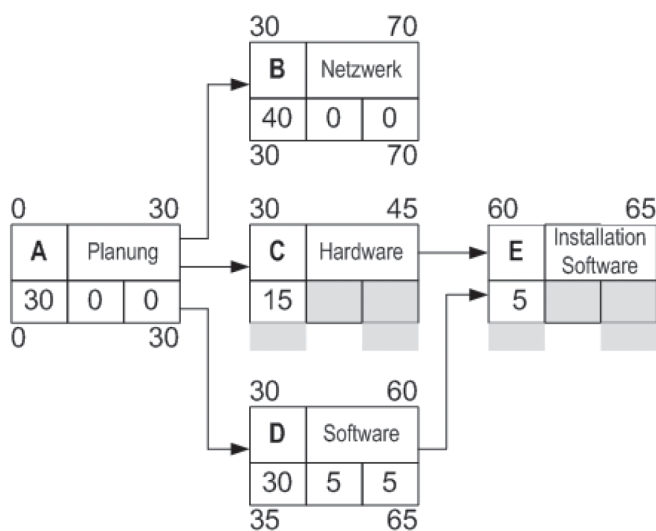 30 70
B Netzwerk
40 0 0
30 70
0 30
A Planung
30 0 0
0 30
30 45
C Hardware
15
60 65
E Installation
Software
5
30 60
D Software
30 5 5
35 65